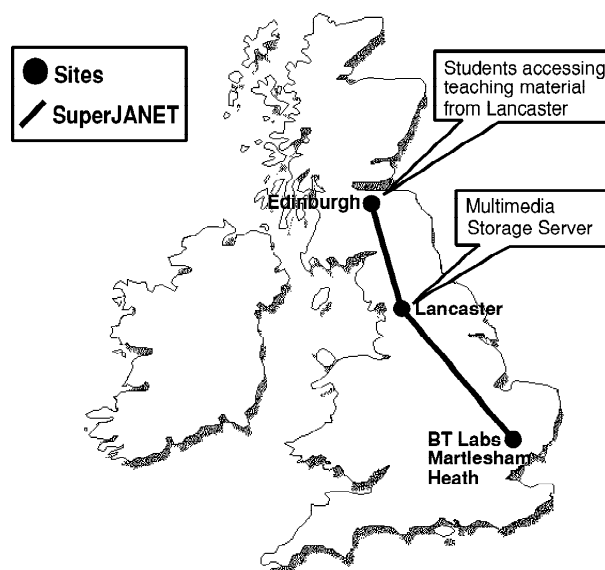 Sites
SuperJANET
Students accessing
teaching material
from Lancaster
Edinburgh
Multimedia
Storage Server
Lancaster
BT Labs
Martlesham
Heath